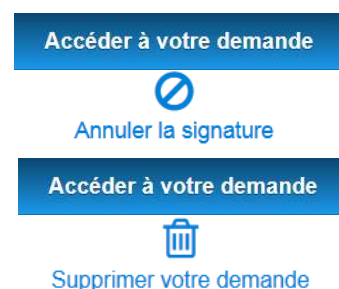 Accéder à votre demande
Annuler la signature
Accéder à votre demande
Supprimer votre demande